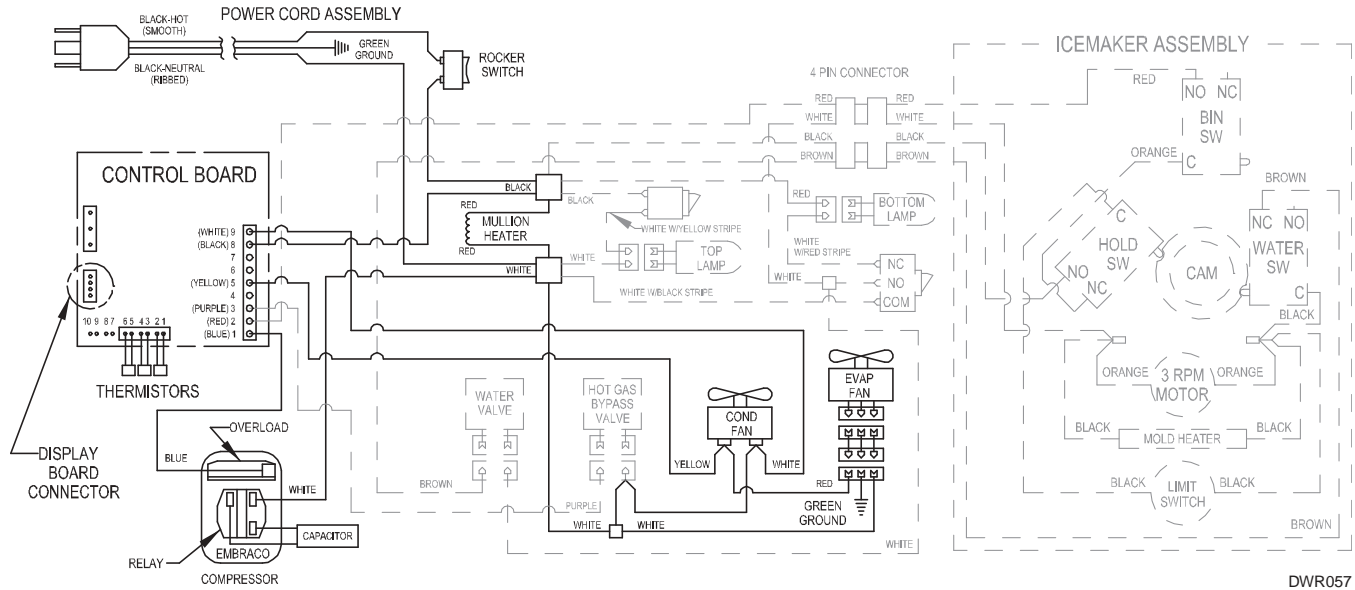 POWER CORD ASSEMBLY
BLACK-HOT
(SMOOTH)
GREEN
GROUND
BLACK-NEUTRAL
(RIBBED)
ROCKER
SWITCH
ICEMAKER ASSEMBLY
4 PIN CONNECTOR
RED
RED
RED
WHITE
WHITE
BLACK
BLACK
BROWN
BROWN
NO NC
BIN
SW
C
ORANGE
BROWN
CONTROL BOARD
(WHITE) 9
(BLACK) 8
7
6
(YELLOW) 5
4
(PURPLE) 3
(RED) 2
(BLUE) 1
10 9 8 7 6 5 4 3 2 1
THERMISTORS
DISPLAY
BOARD
CONNECTOR
BLACK
RED
MULLION
HEATER
RED
WHITE
BLACK
WHITE W/YELLOW STRIPE
WHITE
TOP
LAMP
WHITE W/BLACK STRIPE
RED
BOTTOM
LAMP
WHITE
W/RED STRIPE
WHITE
NC
NO
COM
C
HOLD
SW
NO
NC
CAM
NC NO
WATER
SW
C
BLACK
ORANGE
3 RPM
MOTOR
ORANGE
BLACK
MOLD HEATER
BLACK
BLACK
LIMIT
SWITCH
BLACK
BROWN
WATER
VALVE
HOT GAS
BYPASS
VALVE
COND
FAN
EVAP
FAN
YELLOW
WHITE
RED
GREEN
GROUND
BROWN
PURPLE
WHITE
WHITE
WHITE
OVERLOAD
BLUE
WHITE
CAPACITOR
RELAY
EMBRACO
COMPRESSOR
DWR057